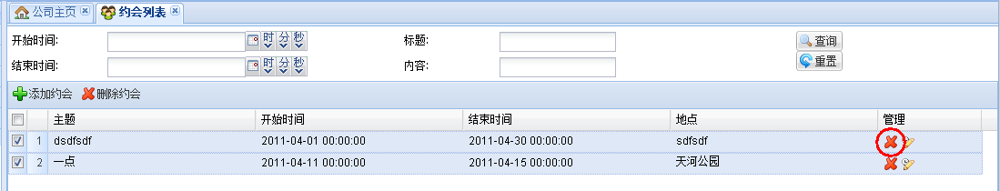 公司主页 约会列表
开始时间: 时 分 秒 标题: 查询
结束时间: 时 分 秒 内容: 重置
添加约会 删除约会
主题 开始时间 结束时间 地点 管理
1 dsdfsdf 2011-04-01 00:00:00 2011-04-30 00:00:00 sdfsdf
2 一点 2011-04-11 00:00:00 2011-04-15 00:00:00 天河公园